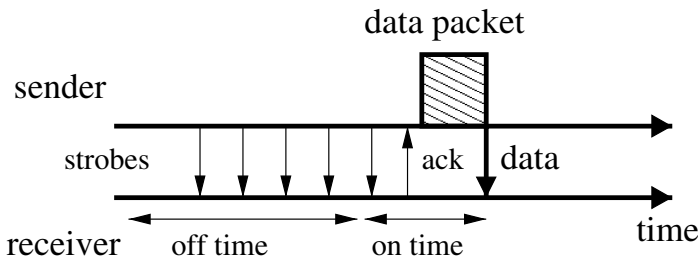 data packet
sender
strobes
ack
data
time
off time
on time
receiver